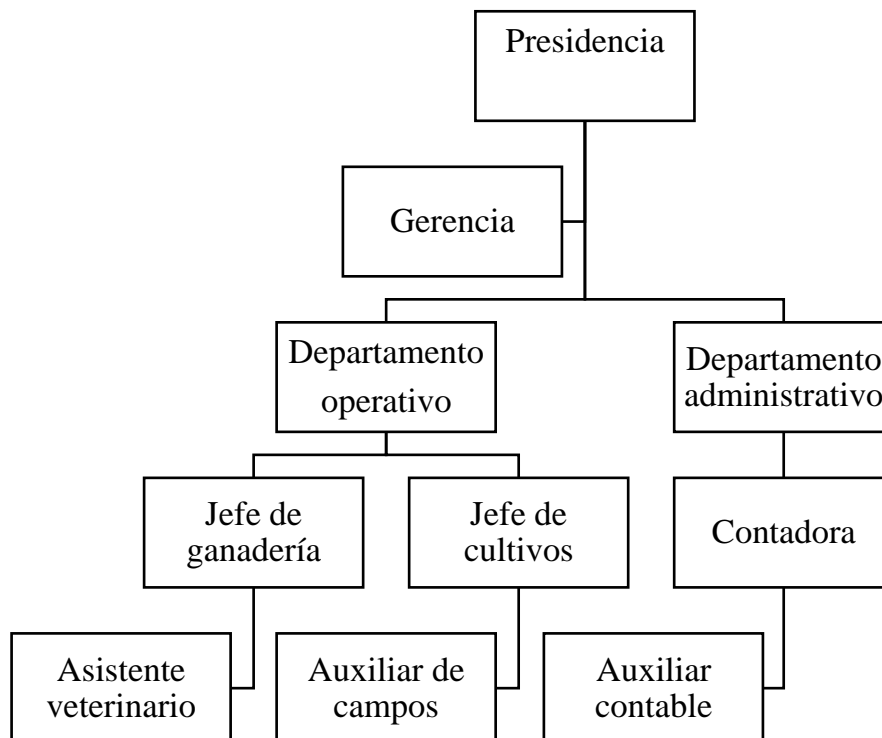 Presidencia
Gerencia
Departamento
operativo
Departamento
administrativo
Jefe de
ganadería
Jefe de
cultivos
Contadora
Asistente
veterinario
Auxiliar de
campos
Auxiliar
contable